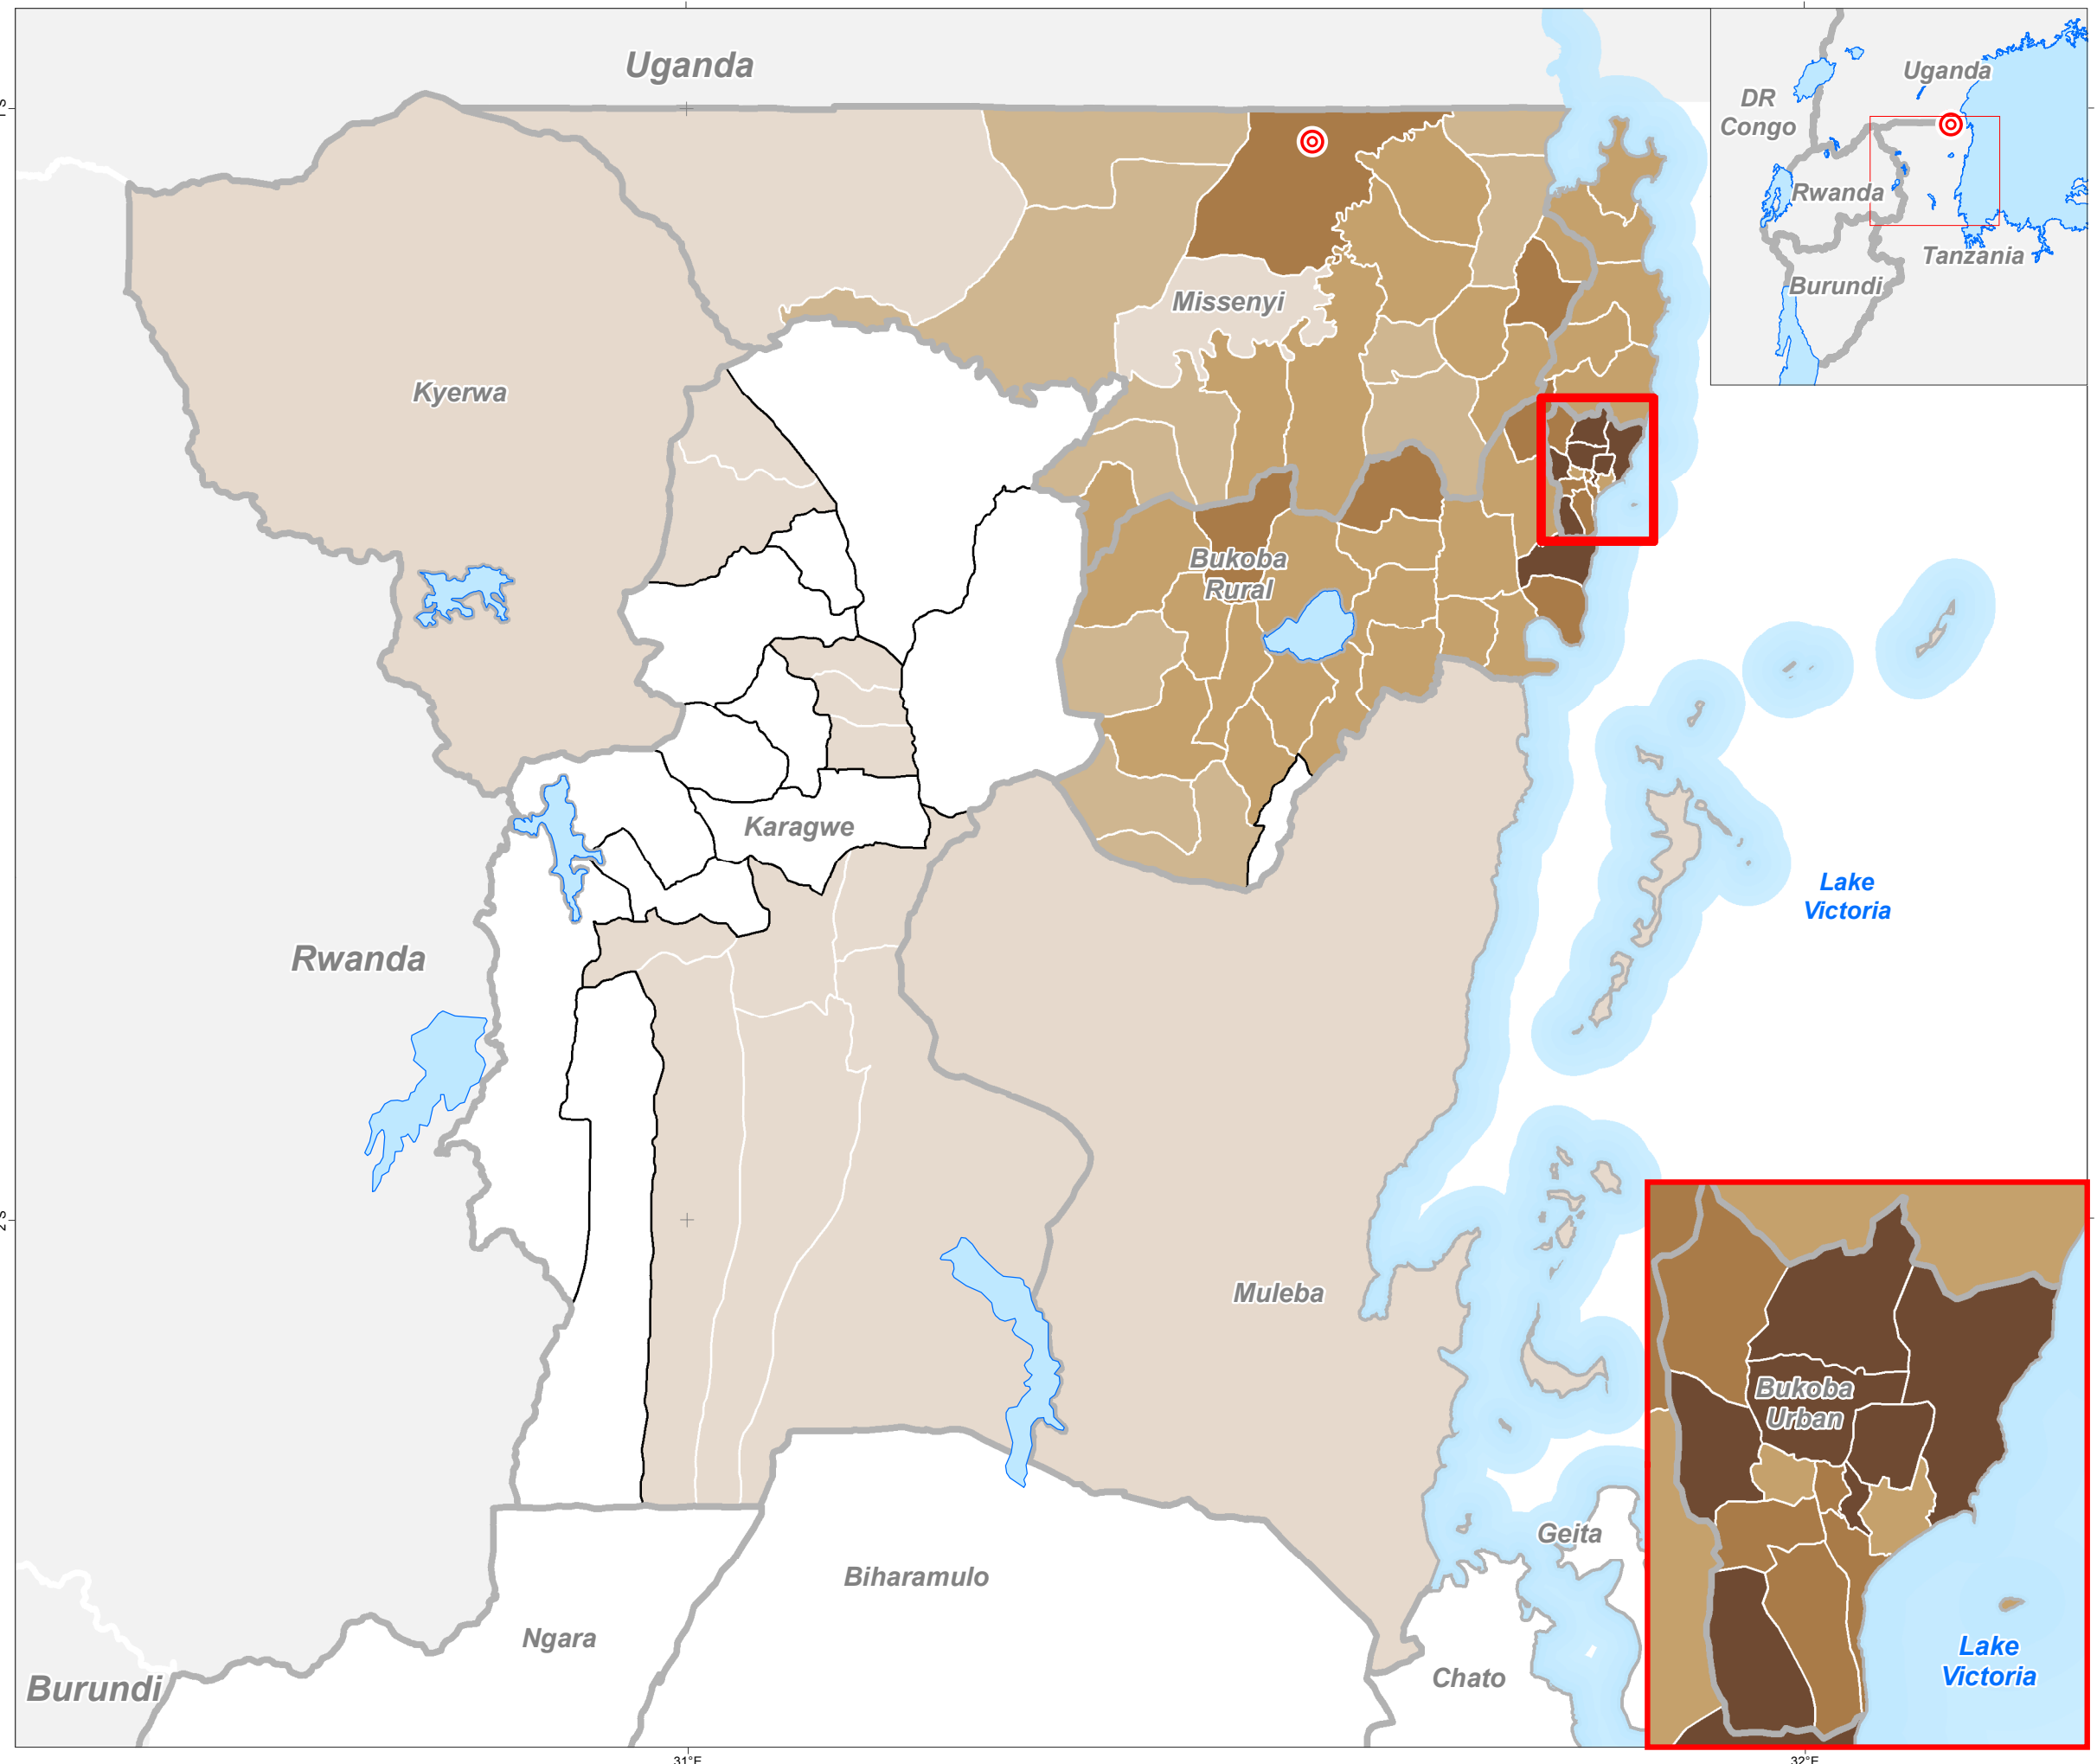 Uganda
Uganda
DR
Congo
Rwanda
Tanzania
Burundi
Missenyi
Kyerwa
Bukoba
Rural
Karagwe
Lake
Victoria
Rwanda
Muleba
Bukoba
Urban
Geita
Biharamulo
Ngara
Lake
Victoria
Chato
Burundi
31°E
32°E